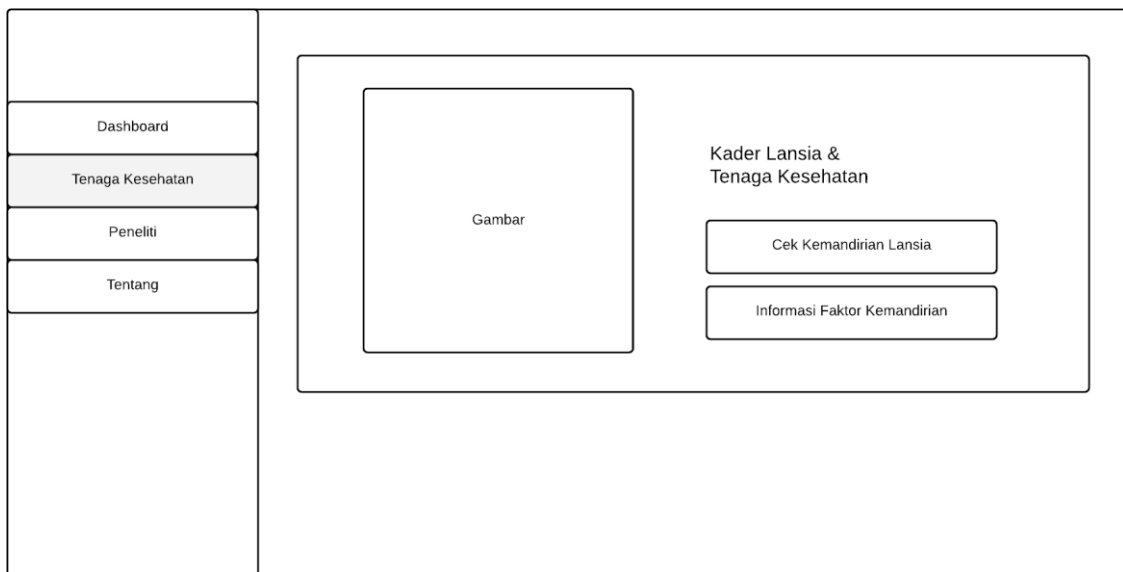 Dashboard
Tenaga Kesehatan
Peneliti
Tentang
Gambar
Kader Lansia &
Tenaga Kesehatan
Cek Kemandirian Lansia
Informasi Faktor Kemandirian